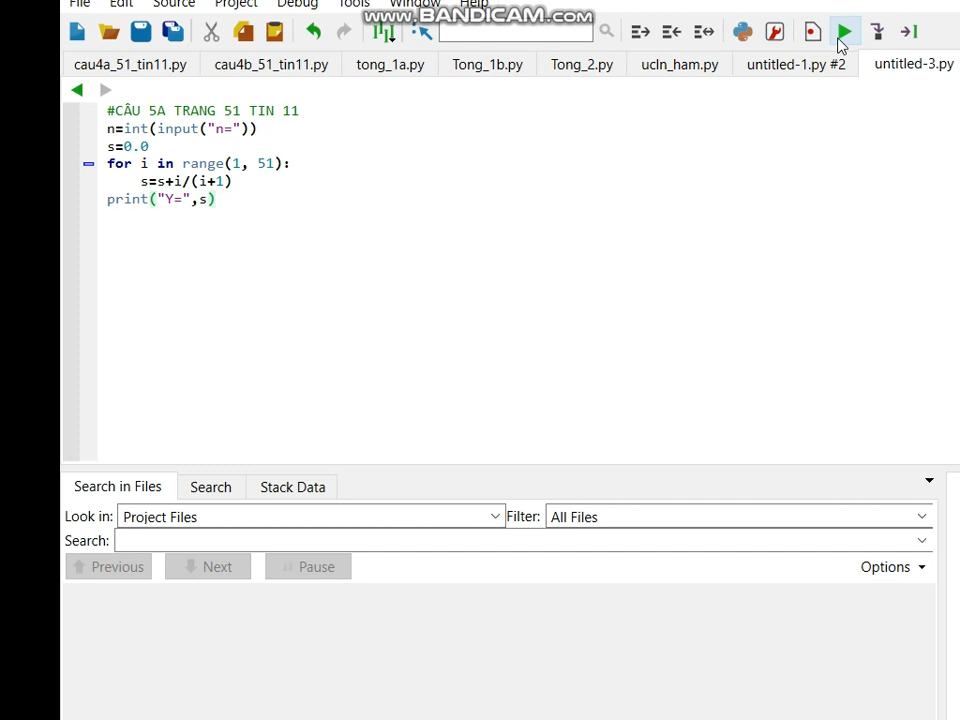 File Edit Source Project Debug Tools Window Help
www.BANDICAM.com
cau4a_51_tin11.py cau4b_51_tin11.py tong_1a.py Tong_1b.py Tong_2.py ucln_ham.py untitled-1.py #2 untitled-3.py
#CÂU 5A TRANG 51 TIN 11
n=int(input("n="))
s=0.0
for i in range(1, 51):
s=s+i/(i+1)
print("Y=",s)
Search in Files Search Stack Data
Look in: Project Files Filter: All Files
Search:
Previous Next Pause Options